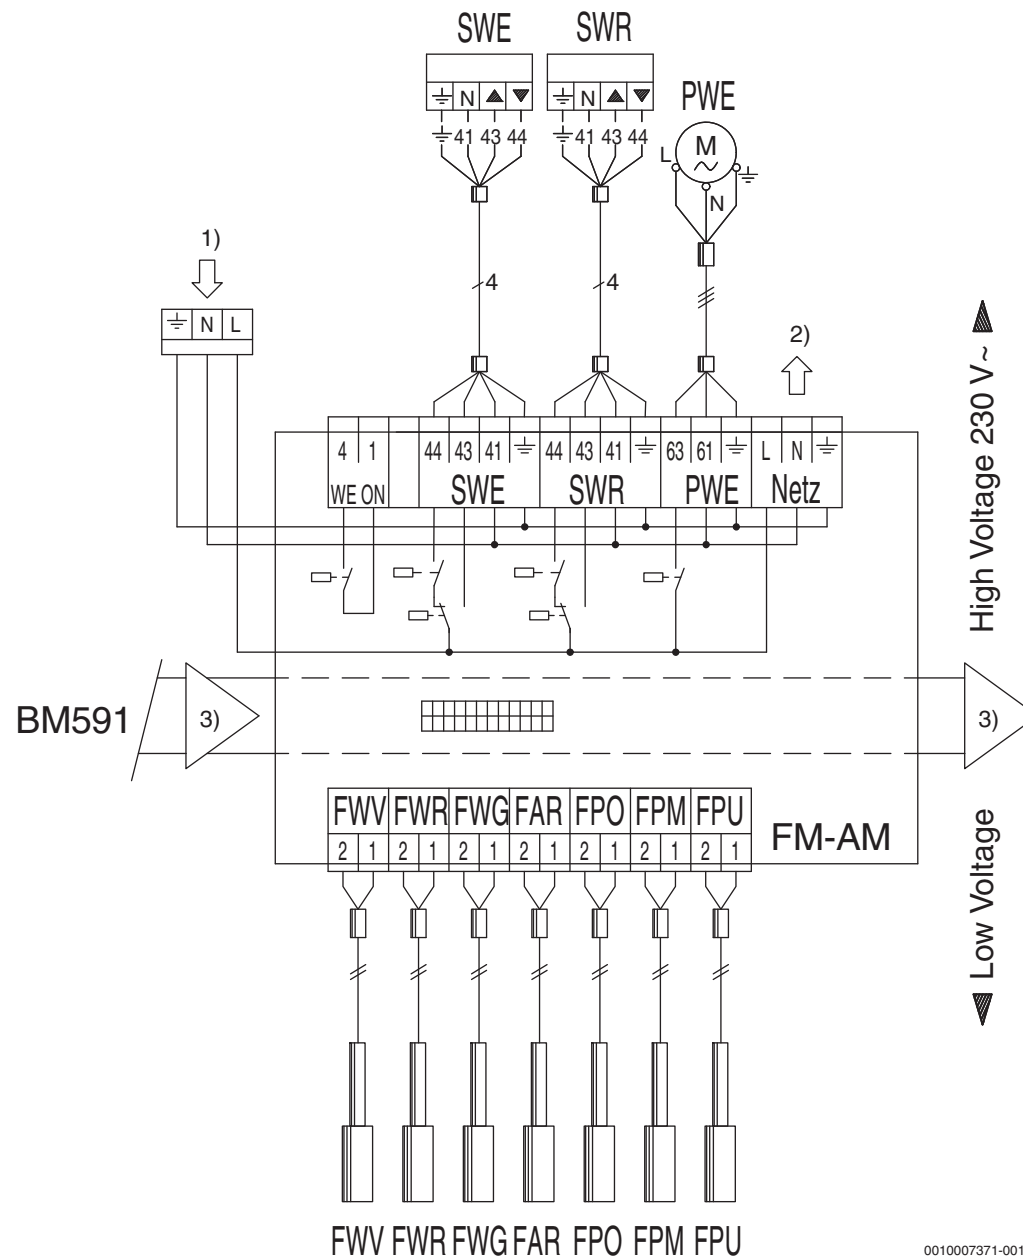 SWE SWR
PWE
N N
41 43 44 41 43 44
M
L
N
1)
4 4
N L
2)
High Voltage 230 V ~
4 1 44 43 41 44 43 41 63 61 L N
WE ON SWE SWR PWE Netz
BM591
3) 3)
FWV FWR FWG FAR FPO FPM FPU
2 1 2 1 2 1 2 1 2 1 2 1 2 1
FM-AM
Low Voltage
FWV FWR FWG FAR FPO FPM FPU
0010007371-001